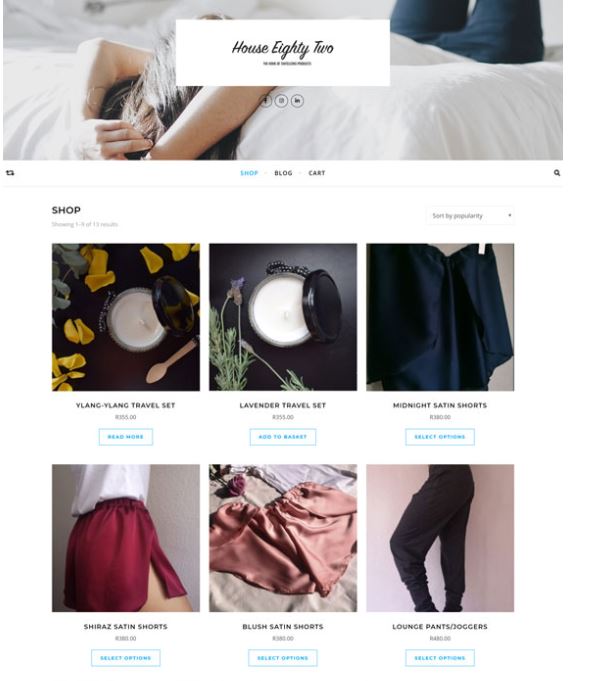 House Eighty Two
THE HOME OF TANTALIZING PRODUCTS
SHOP BLOG CART
SHOP
Showing 1–9 of 13 results
Sort by popularity
YLANG-YLANG TRAVEL SET
R355.00
READ MORE
LAVENDER TRAVEL SET
R355.00
ADD TO BASKET
MIDNIGHT SATIN SHORTS
R380.00
SELECT OPTIONS
SHIRAZ SATIN SHORTS
R380.00
SELECT OPTIONS
BLUSH SATIN SHORTS
R380.00
SELECT OPTIONS
LOUNGE PANTS/JOGGERS
R480.00
SELECT OPTIONS